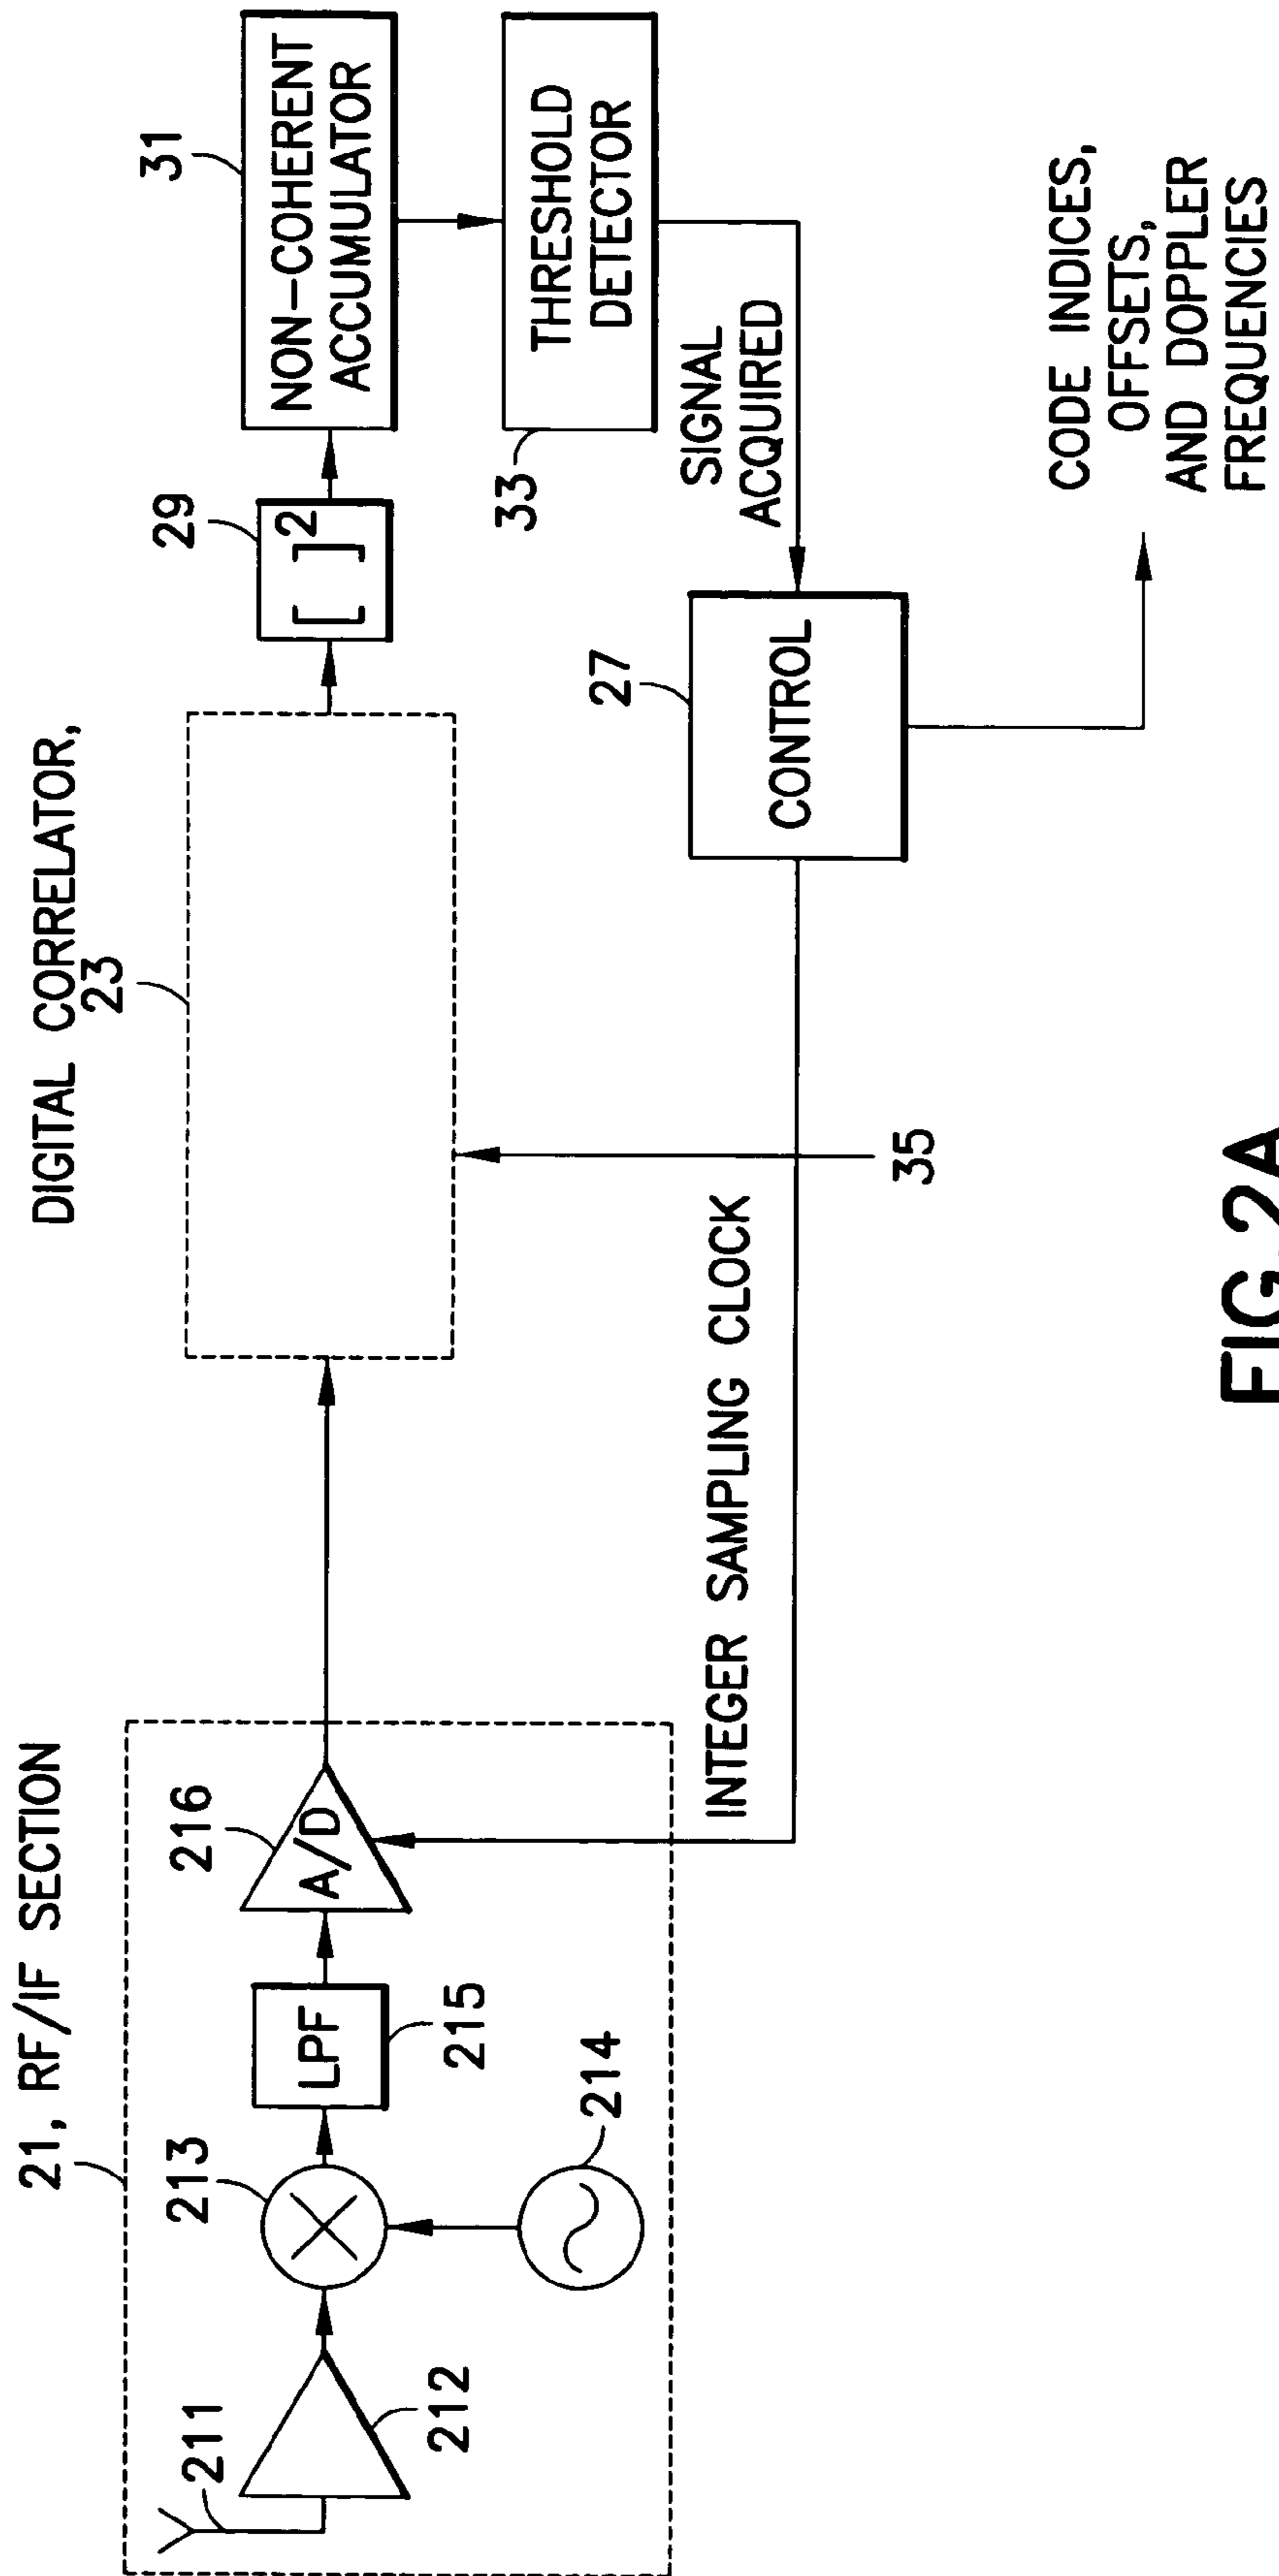 21, RF/IF SECTION
211
212
213
214
LPF
215
A/D
216
DIGITAL CORRELATOR,
23
[ ]²
29
NON-COHERENT
ACCUMULATOR
31
THRESHOLD
DETECTOR
33
SIGNAL
ACQUIRED
CONTROL
27
INTEGER SAMPLING CLOCK
35
CODE INDICES,
OFFSETS,
AND DOPPLER
FREQUENCIES
FIG.2A